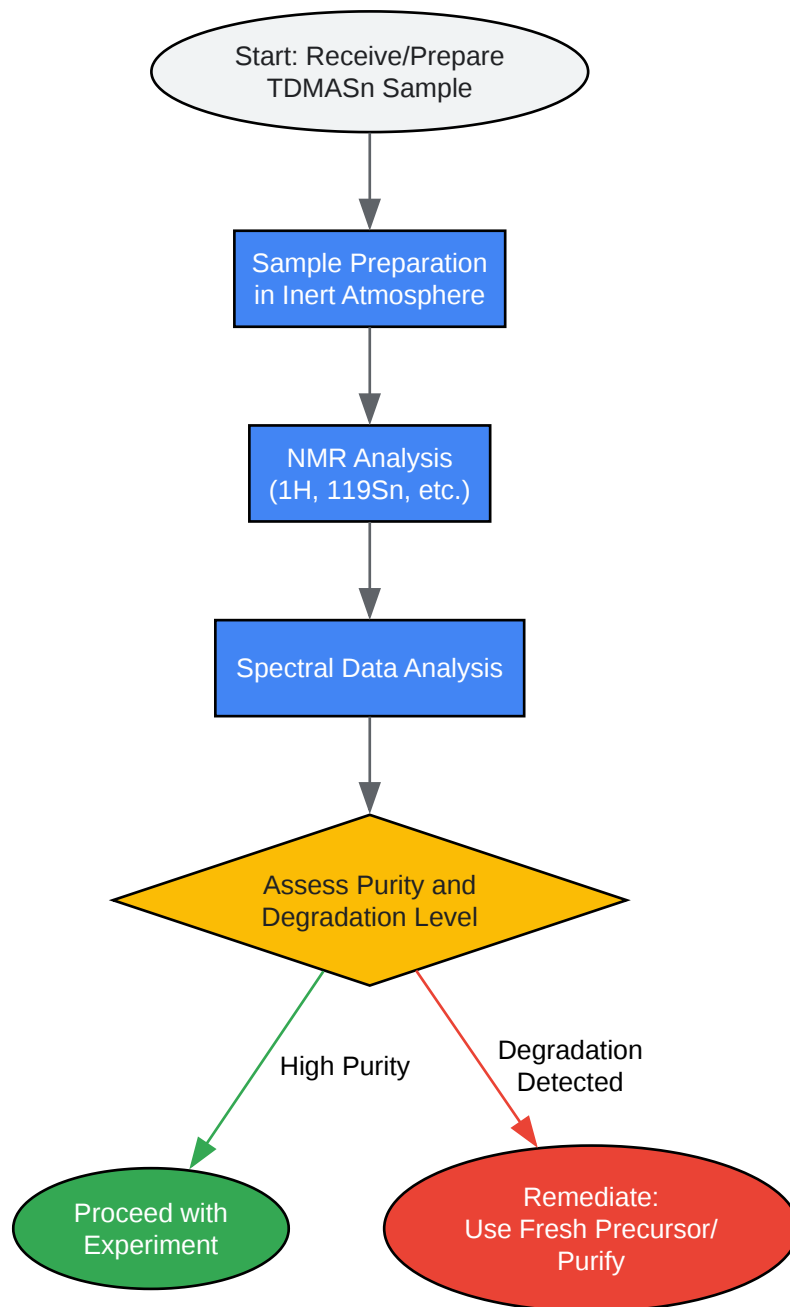 Start: Receive/Prepare
TDMASn Sample
Sample Preparation
in Inert Atmosphere
NMR Analysis
(1H, 119Sn, etc.)
Spectral Data Analysis
Assess Purity and
Degradation Level
High Purity
Degradation
Detected
Proceed with
Experiment
Remediate:
Use Fresh Precursor/
Purify